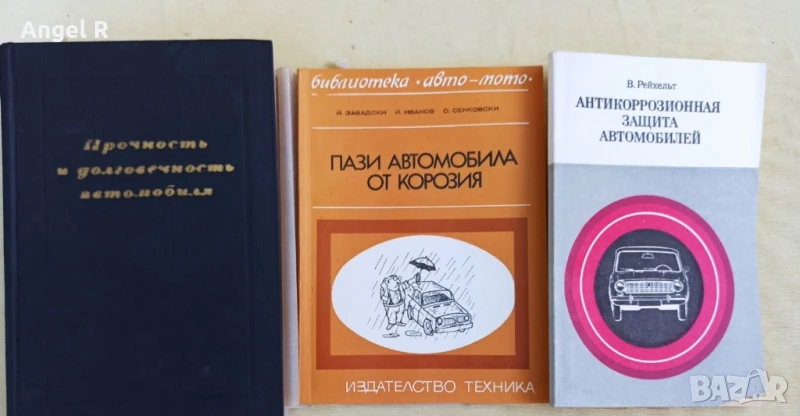 Angel R
Прочность
и долговечность
автомобиля
библиотека • авто-мото •
Й. ЗАВАДСКИ Й. ИВАНОВ О. СЕНКОВСКИ
ПАЗИ АВТОМОБИЛА
ОТ КОРОЗИЯ
ИЗДАТЕЛСТВО ТЕХНИКА
В. Рейхельт
АНТИКОРРОЗИОННАЯ
ЗАЩИТА
АВТОМОБИЛЕЙ
BAZAR